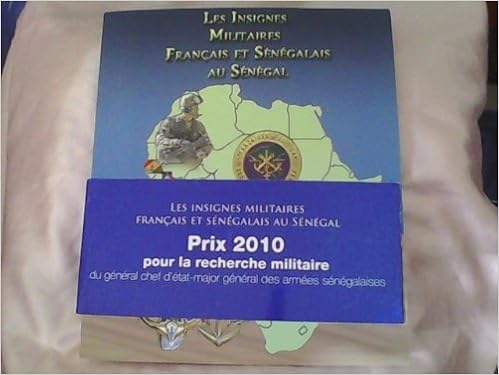 Les Insignes
Militaires
Français et Sénégalais
au Sénégal
Les insignes militaires
français et sénégalais au Sénégal
Prix 2010
pour la recherche militaire
du général chef d'état-major général des armées sénégalaises